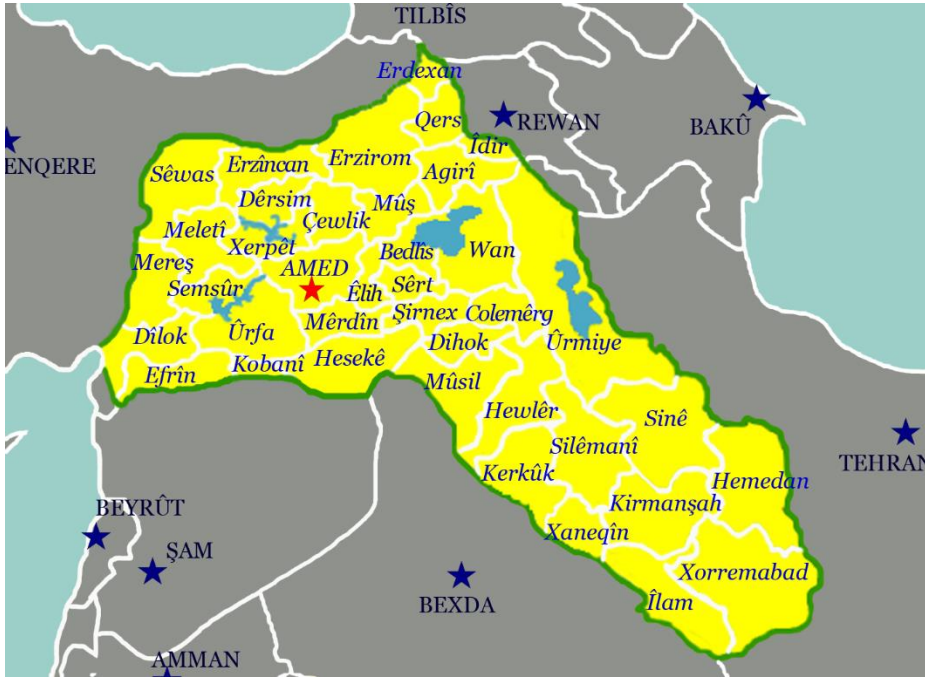 TILBÎS
Erdexan
Qers
REWAN
BAKÛ
ENQERE
Îdir
Sêwas
Erzîncan
Erzirom
Agirî
Dêrsim
Mûş
Çewlik
Meletî
Xerpêt
Bedlîs
Wan
Mereş
AMED
Semsûr
Êlih
Sêrt
Şirnex
Colemêrg
Mêrdîn
Dîlok
Ûrfa
Dihok
Ûrmiye
Efrîn
Kobanî
Hesekê
Mûsil
Hewlêr
Sinê
Silêmanî
TEHRAN
Kerkûk
Hemedan
Kirmanşah
BEYRÛT
Xaneqîn
ŞAM
Xorremabad
BEXDA
Îlam
AMMAN